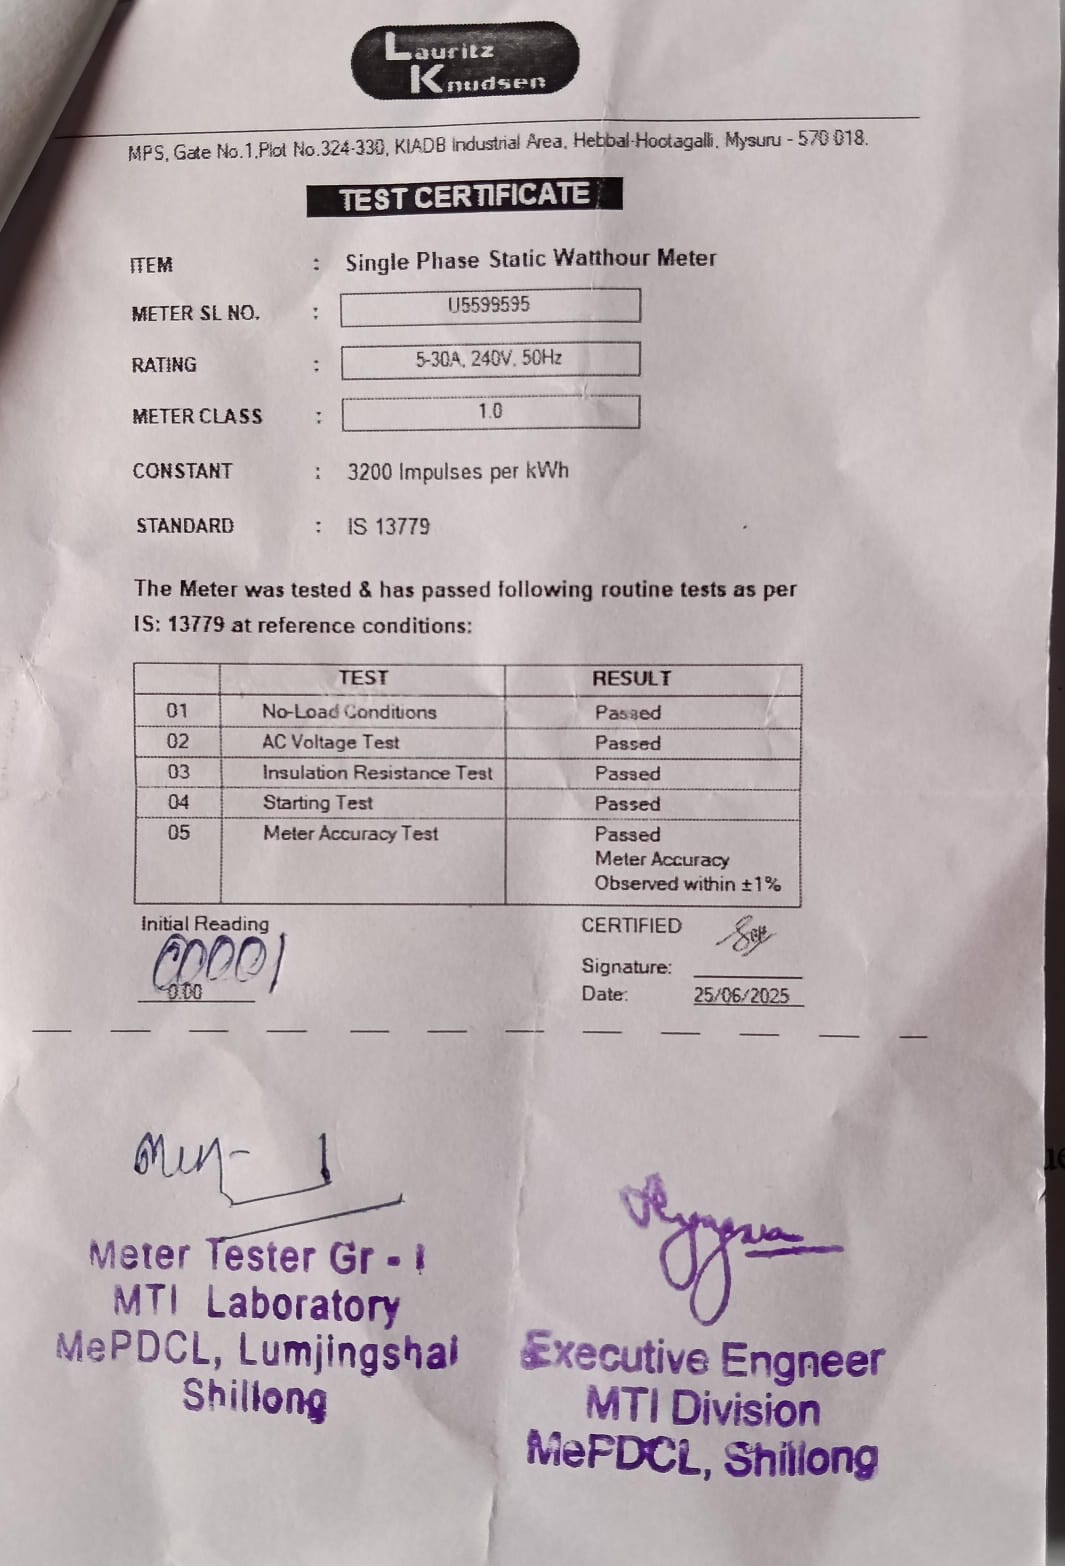 Lauritz
Knudsen
MPS, Gate No.1,Plot No.324-330, KIADB Industrial Area, Hebbal-Hootagalli, Mysuru - 570 018.
TEST CERTIFICATE
ITEM : Single Phase Static Watthour Meter
METER SL NO. : U5599595
RATING : 5-30A, 240V, 50Hz
METER CLASS : 1.0
CONSTANT : 3200 Impulses per kWh
STANDARD : IS 13779
The Meter was tested & has passed following routine tests as per
IS: 13779 at reference conditions:
TEST RESULT
01 No-Load Conditions Passed
02 AC Voltage Test Passed
03 Insulation Resistance Test Passed
04 Starting Test Passed
05 Meter Accuracy Test Passed
Meter Accuracy
Observed within ±1%
Initial Reading CERTIFIED
00001
0.00
Signature:
Date: 25/06/2025
Meter Tester Gr - I
MTI Laboratory
MePDCL, Lumjingshai
Shillong
Executive Engneer
MTI Division
MePDCL, Shillong